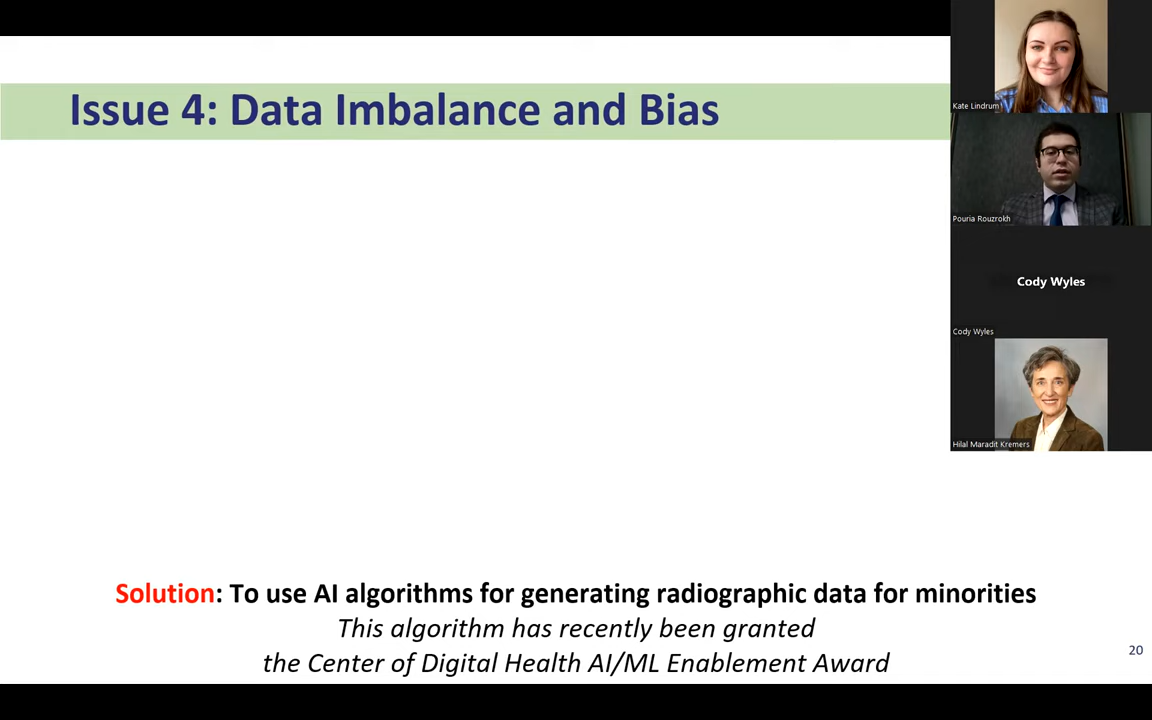 Issue 4: Data Imbalance and Bias
Kate Lindrum
Pouria Rouzrokh
Cody Wyles
Cody Wyles
Hilal Maradit Kremers
Solution: To use AI algorithms for generating radiographic data for minorities
This algorithm has recently been granted
the Center of Digital Health AI/ML Enablement Award
20